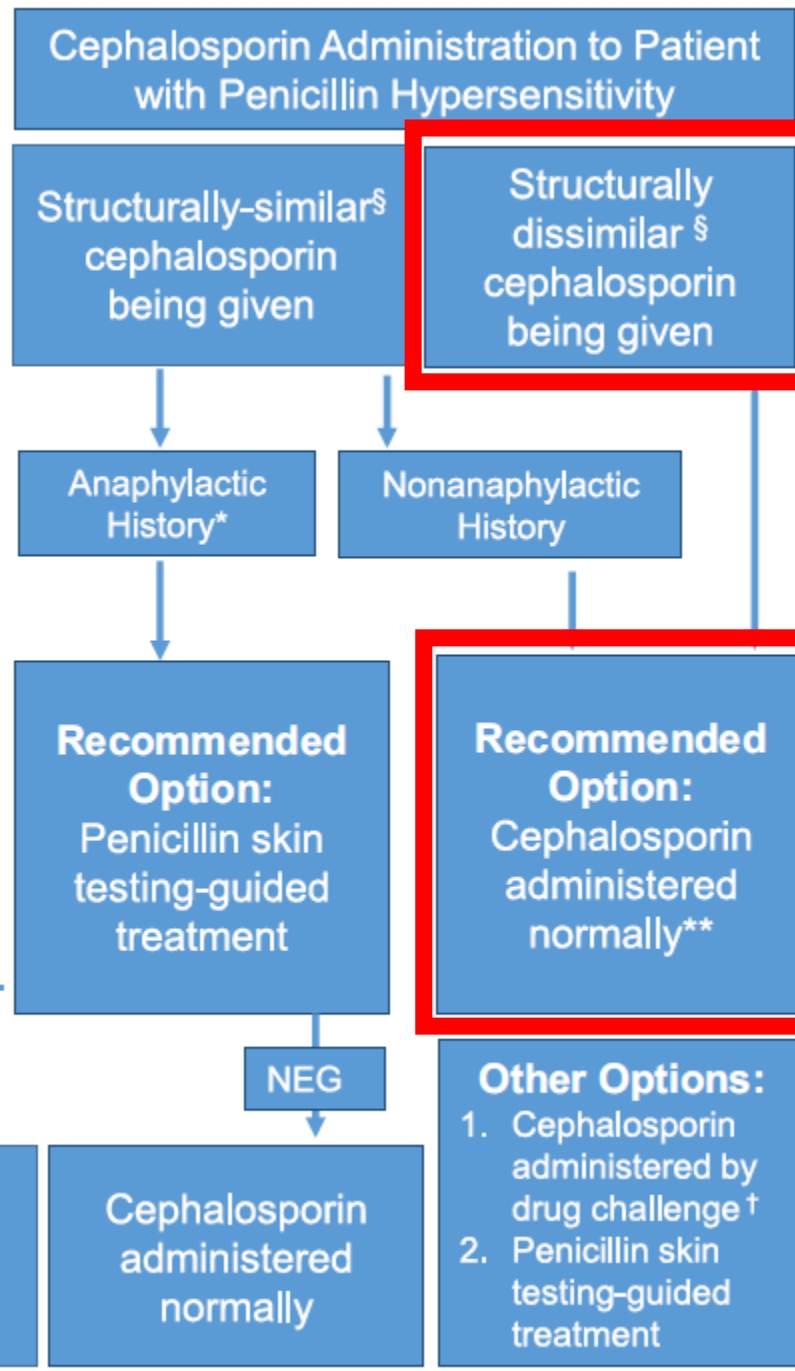 Cephalosporin Administration to Patient
with Penicillin Hypersensitivity
Structurally-similar§
cephalosporin
being given
Structurally
dissimilar §
cephalosporin
being given
Anaphylactic
History*
Nonanaphylactic
History
Recommended
Option:
Penicillin skin
testing-guided
treatment
Recommended
Option:
Cephalosporin
administered
normally**
NEG
Cephalosporin
administered
normally
Other Options:
1. Cephalosporin
administered by
drug challenge†
2. Penicillin skin
testing-guided
treatment